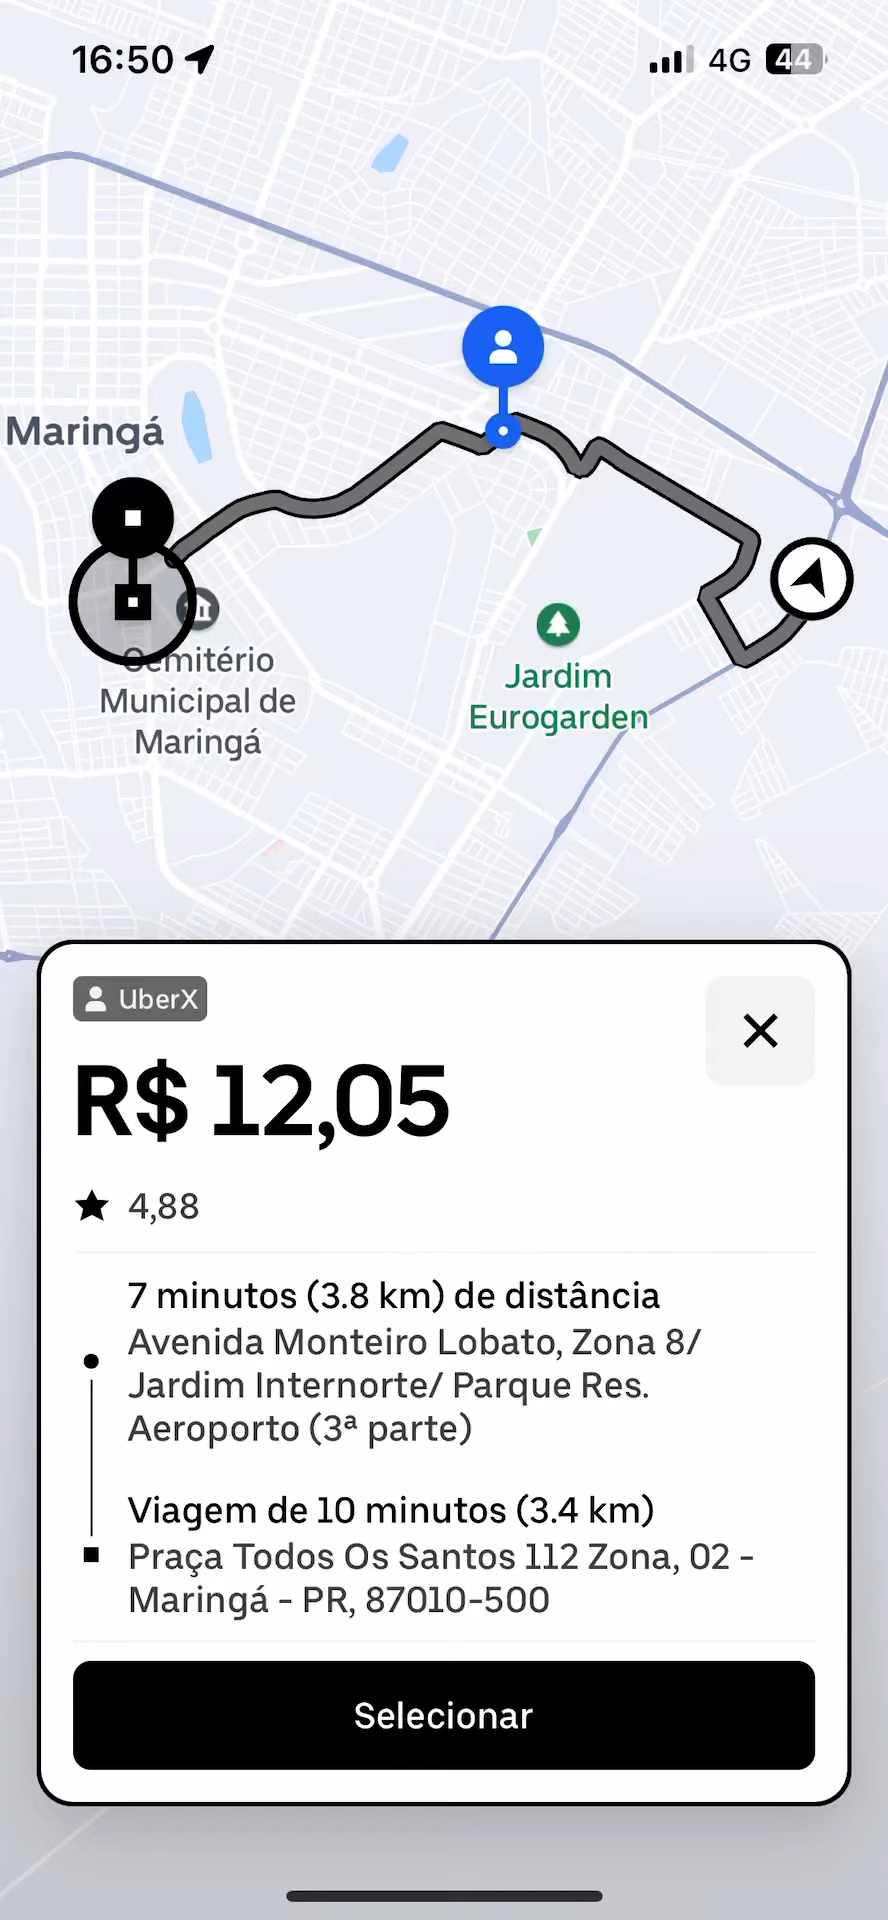 16:50
4G
44
Maringá
Cemitério
Municipal de
Maringá
Jardim
Eurogarden
UberX
R$ 12,05
4,88
7 minutos (3.8 km) de distância
Avenida Monteiro Lobato, Zona 8/
Jardim Internorte/ Parque Res.
Aeroporto (3ª parte)
Viagem de 10 minutos (3.4 km)
Praça Todos Os Santos 112 Zona, 02 -
Maringá - PR, 87010-500
Selecionar